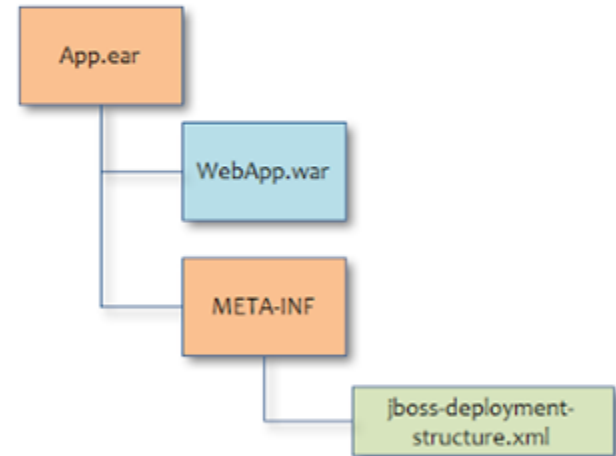 App.ear
WebApp.war
META-INF
jboss-deployment-
structure.xml